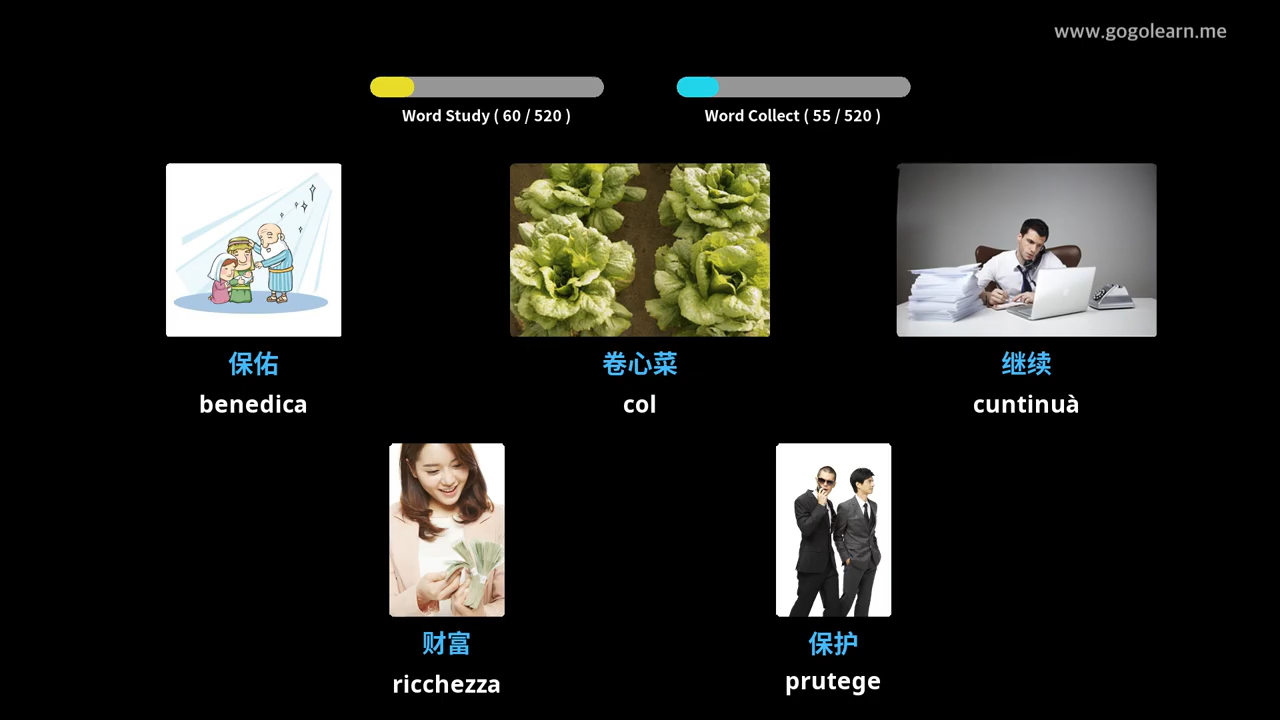 www.gogolearn.me
Word Study ( 60 / 520 )
Word Collect ( 55 / 520 )
保佑
benedica
卷心菜
col
继续
cuntinuà
财富
ricchezza
保护
prutege